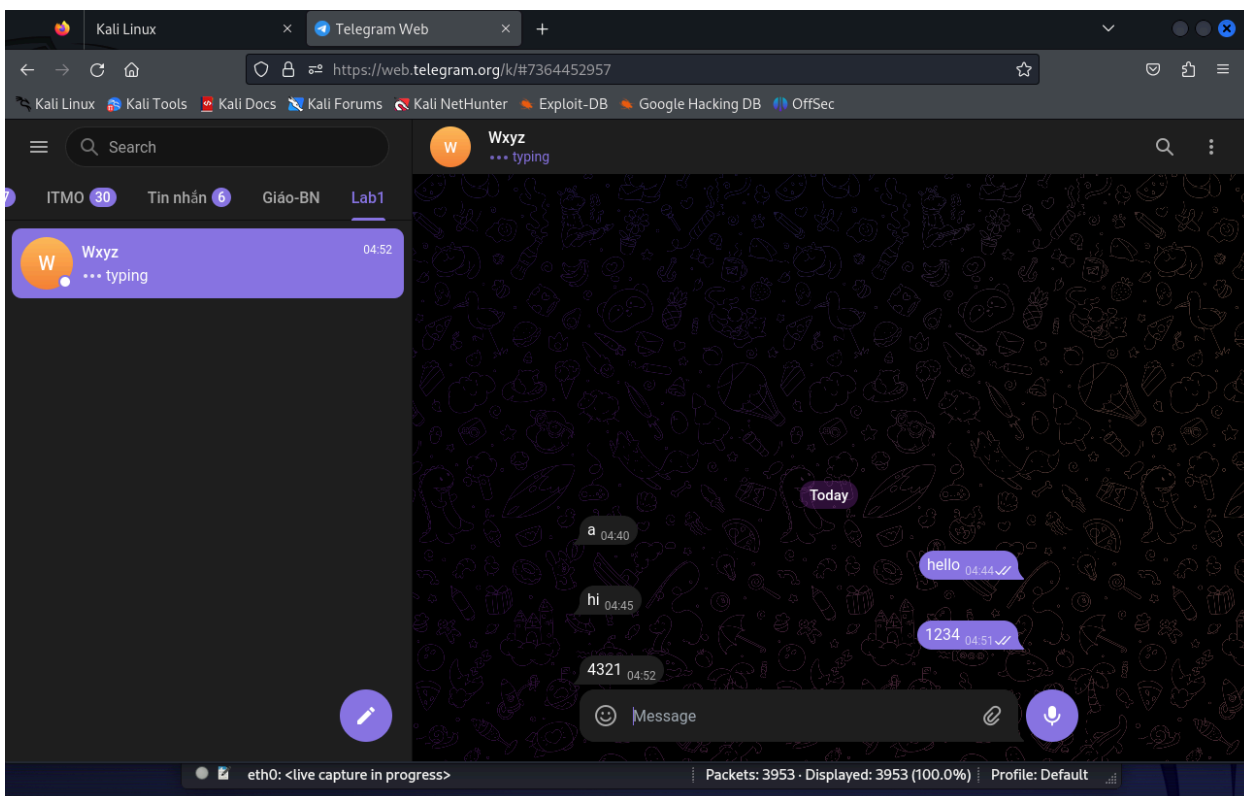 Kali Linux
Telegram Web
https://web.telegram.org/k/#7364452957
Kali Linux Kali Tools Kali Docs Kali Forums Kali NetHunter Exploit-DB Google Hacking DB OffSec
Search
7 ITMO 30 Tin nhắn 6 Giáo-BN Lab1
W
Wxyz 04:52
typing
W
Wxyz
typing
Today
a 04:40
hello 04:44
hi 04:45
1234 04:51
4321 04:52
Message
eth0: <live capture in progress> Packets: 3953 · Displayed: 3953 (100.0%) Profile: Default